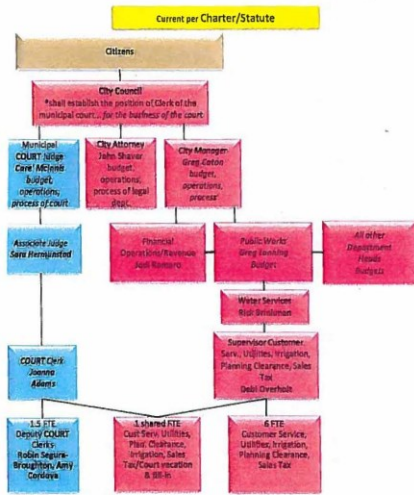 Current per Charter/Statute
Citizens
City Council
*shall establish the position of Clerk of the
municipal court... for the business of the court
Municipal
COURT Judge
Care' McInnis
budget,
operations,
process of court
City Attorney
John Shaver
budget,
operations,
process of legal
dept.
City Manager
Greg Caton
budget,
operations,
process
Associate Judge
Financial
Operations/Revenue
Jodi Romero
Public Works
Greg Lanning
Budget
All other
Department
Heads
Budgets
Water Services
Rick Brinkman
COURT Clerk
Joanna
Adams
Supervisor Customer
Serv., Utilities, Irrigation,
Planning Clearance, Sales
Tax
Debi Overholt
1.5 FTE
Deputy COURT
Clerks
Robin Segura-
Broughton, Amy
Cordova
1 shared FTE
Cust Serv, Utilities,
Plan. Clearance,
Irrigation, Sales
Tax/Court vacation
& fill-in
6 FTE
Customer Service,
Utilities, Irrigation,
Planning Clearance,
Sales Tax